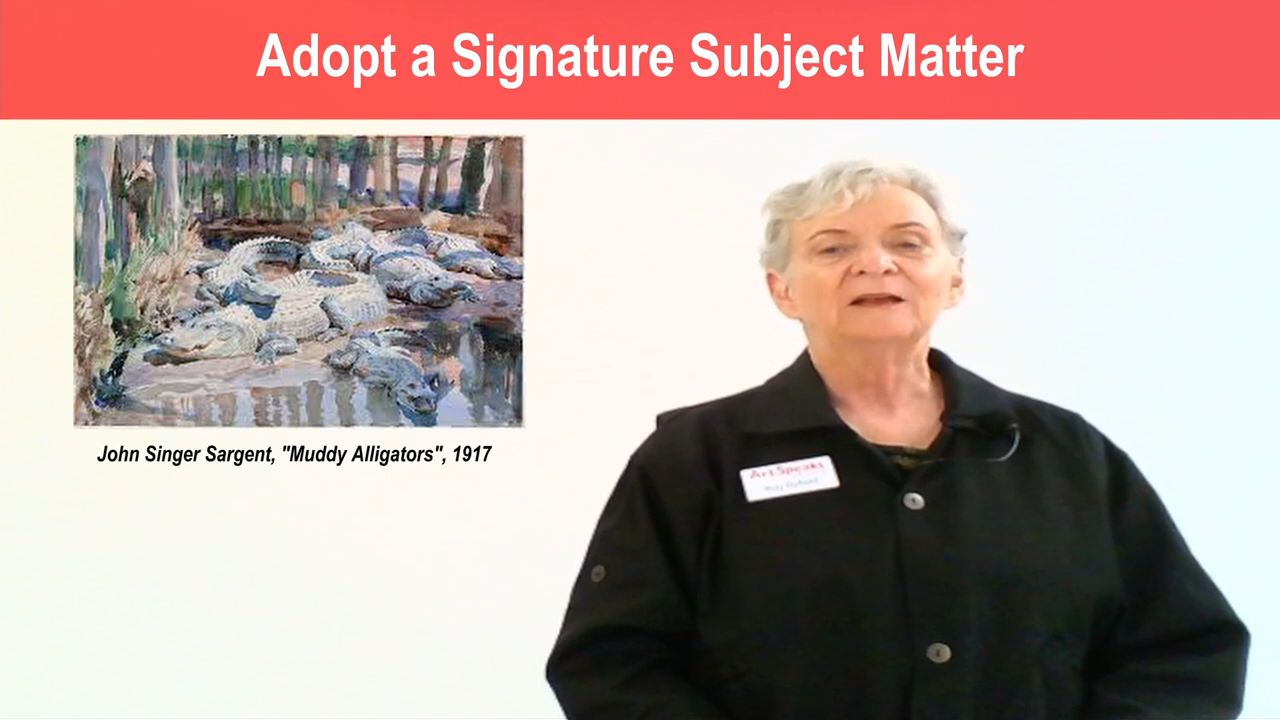 Adopt a Signature Subject Matter
John Singer Sargent, "Muddy Alligators", 1917
Art Speaks